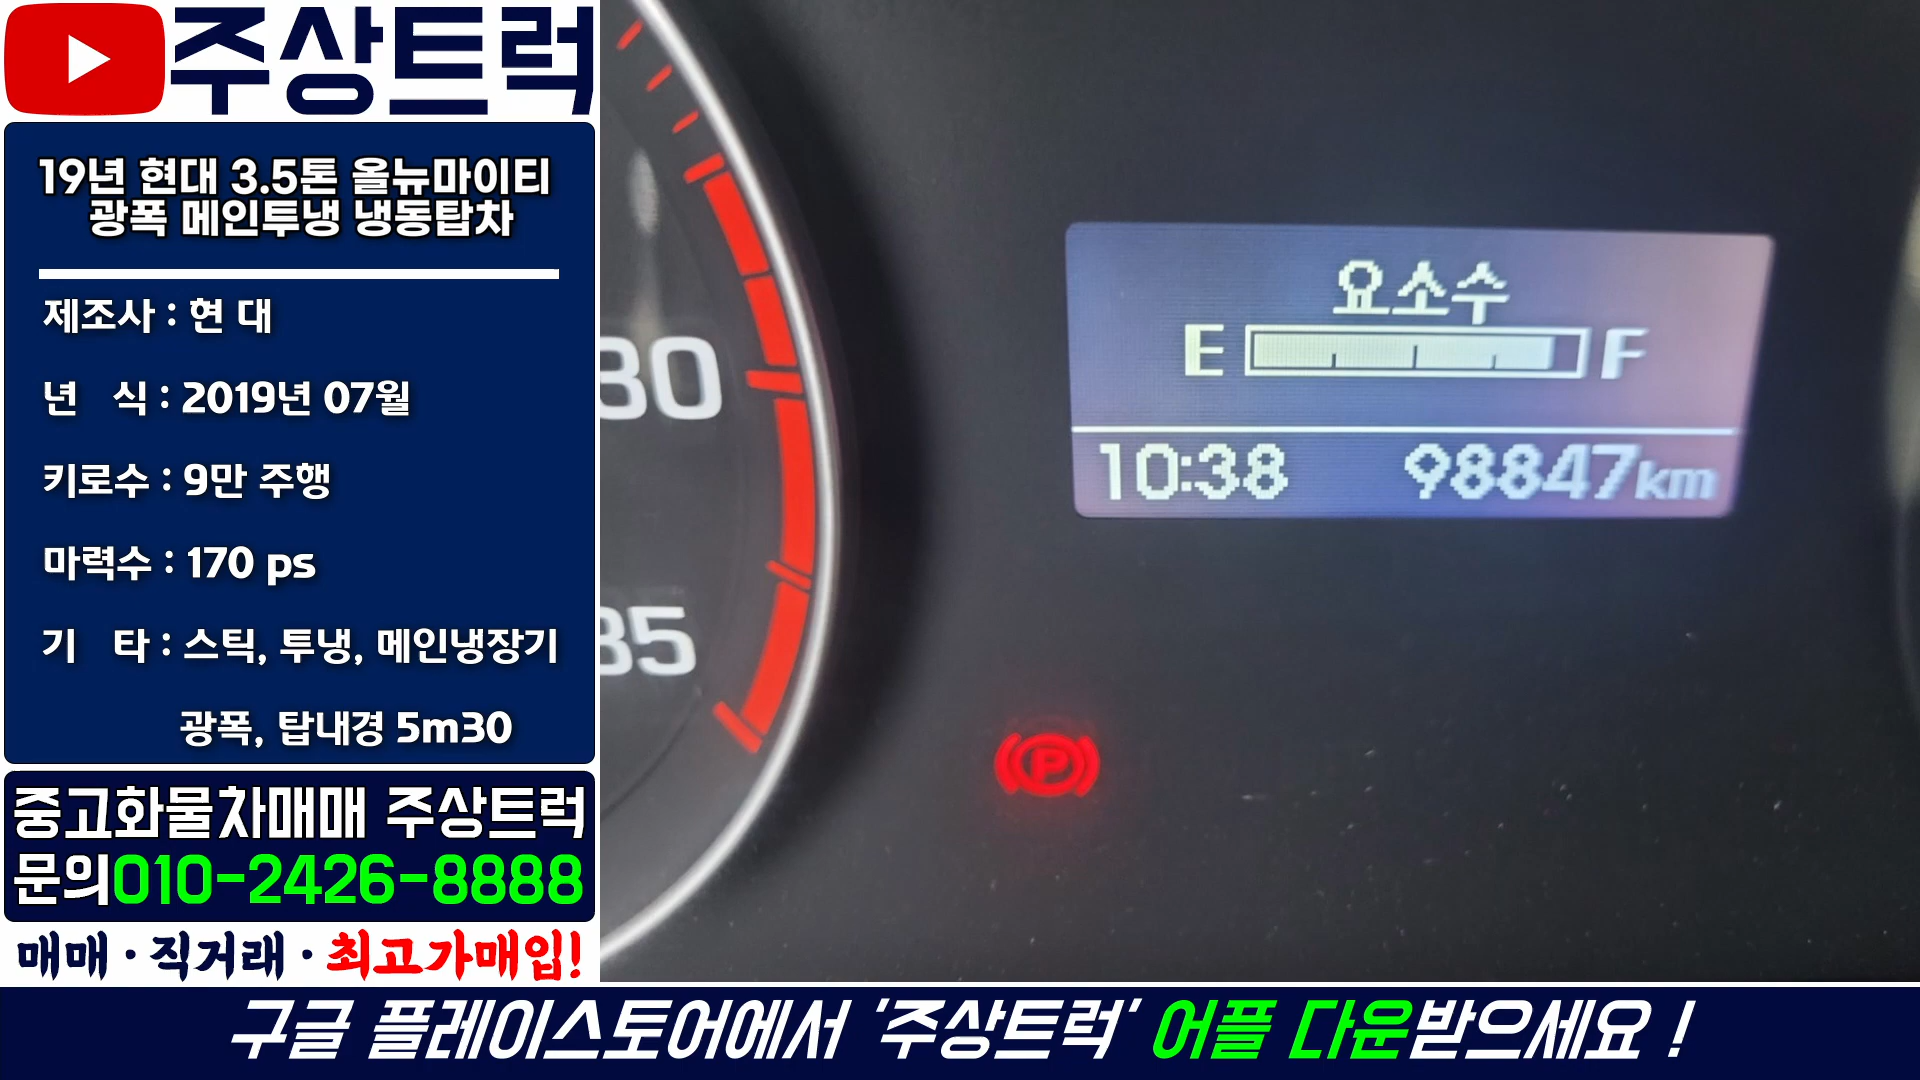 주상트럭
19년 현대 3.5톤 올뉴마이티
광폭 메인투냉 냉동탑차
제조사 : 현 대
년 식 : 2019년 07월
키로수 : 9만 주행
마력수 : 170 ps
기 타 : 스틱, 투냉, 메인냉장기
광폭, 탑내경 5m30
중고화물차매매 주상트럭
문의010-2426-8888
매매 · 직거래 · 최고가매입!
요소수
E F
10:38 98847km
30
35
P
구글 플레이스토어에서 '주상트럭' 어플 다운받으세요 !